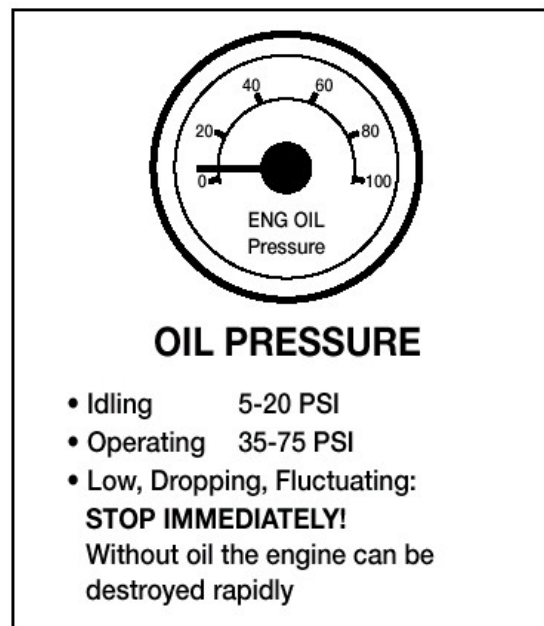 40 60
20 80
0 100
ENG OIL
Pressure
OIL PRESSURE
• Idling 5-20 PSI
• Operating 35-75 PSI
• Low, Dropping, Fluctuating:
STOP IMMEDIATELY!
Without oil the engine can be
destroyed rapidly